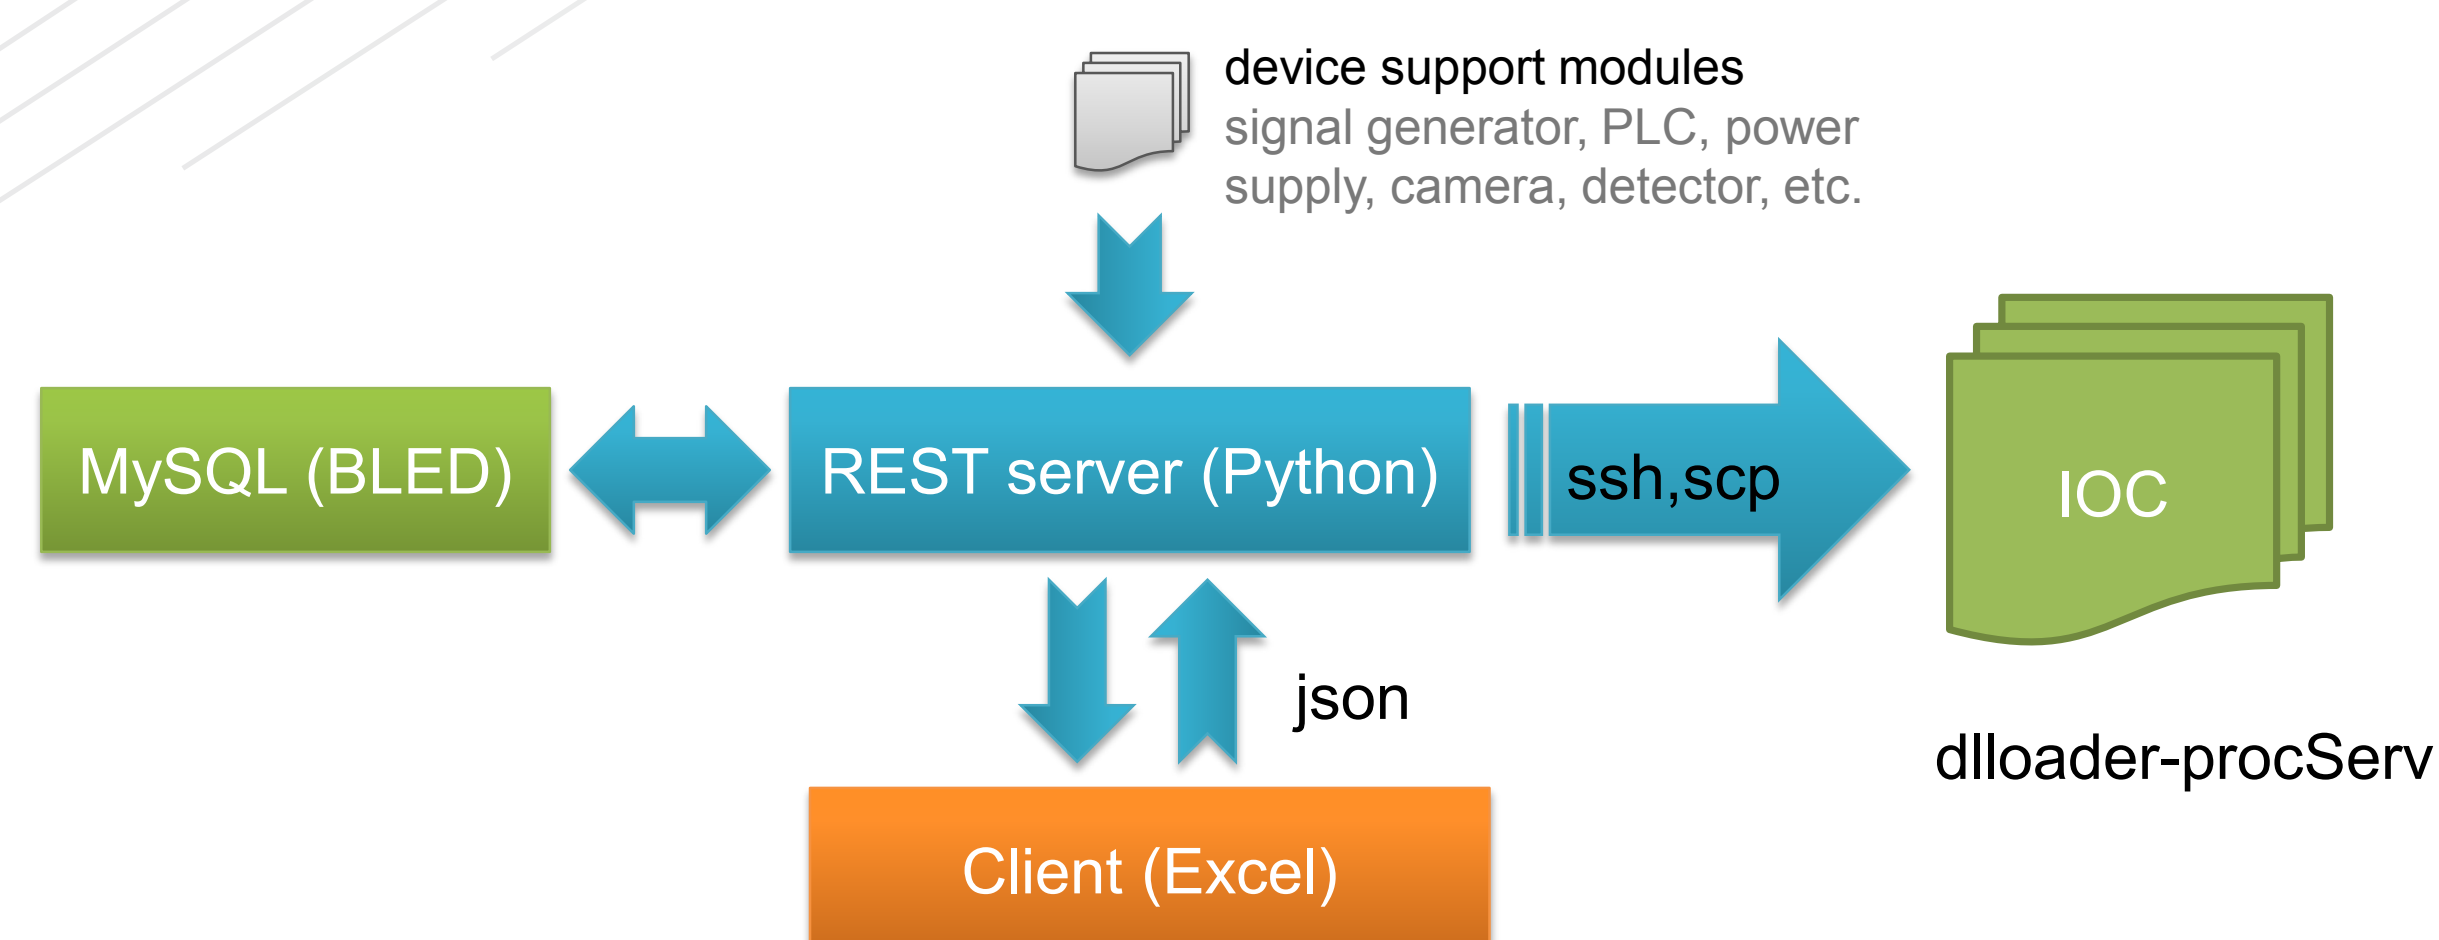 device support modules
signal generator, PLC, power
supply, camera, detector, etc.
MySQL (BLED)
REST server (Python)
ssh,scp
IOC
json
dlloader-procServ
Client (Excel)